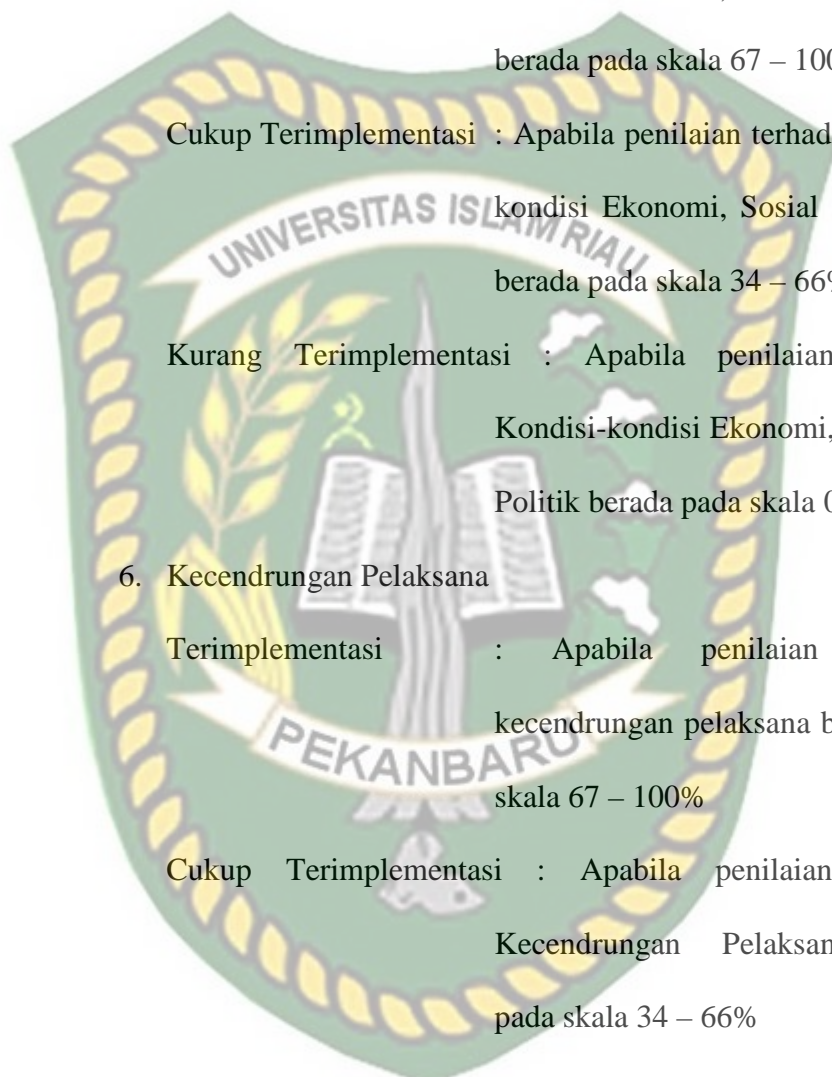 berada pada skala 67 – 100
Cukup Terimplementasi : Apabila penilaian terhad
UNIVERSITAS ISLAM RIAU
kondisi Ekonomi, Sosial
berada pada skala 34 – 66%
Kurang Terimplementasi : Apabila penilaian
Kondisi-kondisi Ekonomi,
Politik berada pada skala 0
6. Kecendrungan Pelaksana
Terimplementasi : Apabila penilaian
kecendrungan pelaksana b
PEKANBARU
skala 67 – 100%
Cukup Terimplementasi : Apabila penilaian
Kecendrungan Pelaksan
pada skala 34 – 66%